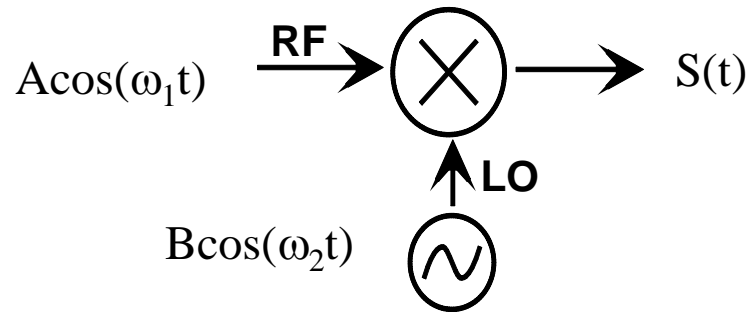 RF
Acos(ω₁t)
S(t)
LO
Bcos(ω₂t)